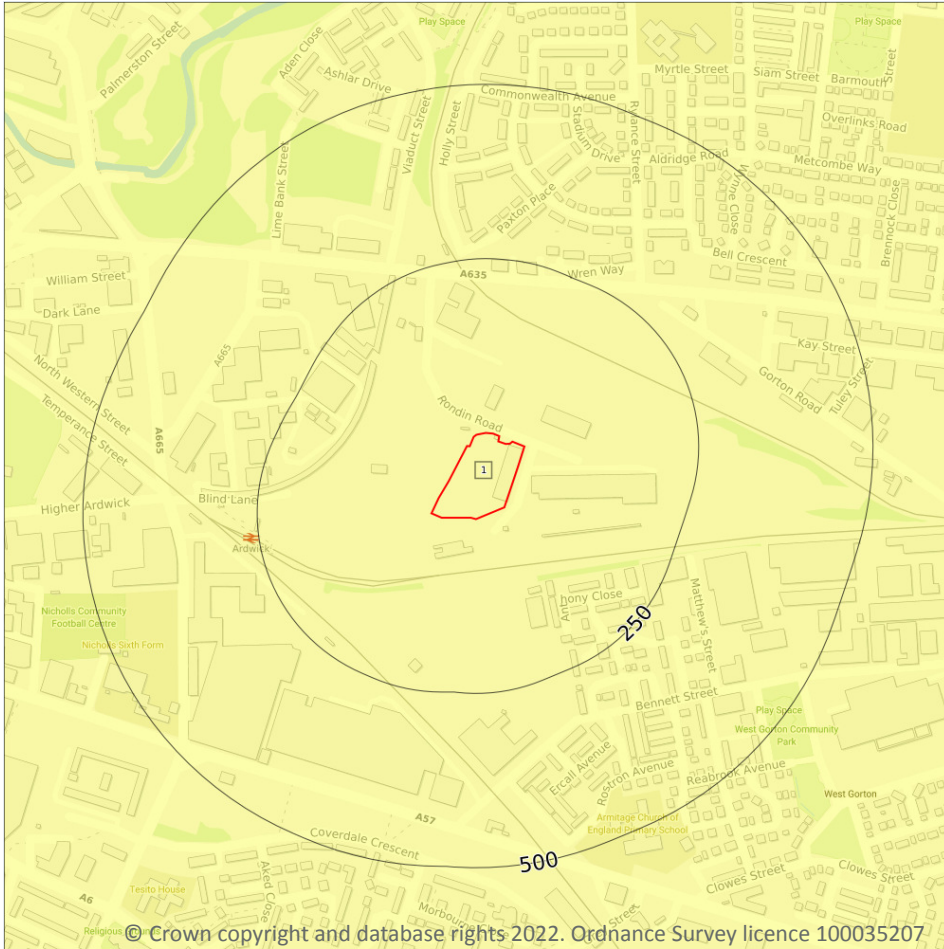 Play Space
Play Space
Palmerston Street
Aden Close
Ashlar Drive
Myrtle Street
Siam Street
Barmouth Street
Commonwealth Avenue
Viaduct Street
Holly Street
Stadium Drive
Rylance Street
Overlinks Road
Aldridge Road
Metcombe Way
Wynne Close
Lime Bank Street
Paxton Place
Brennock Close
Bell Crescent
William Street
A635
Wren Way
Dark Lane
Kay Street
A665
Gorton Road
Tuley Street
North Western Street
Temperance Street
Rondin Road
A665
1
Blind Lane
Higher Ardwick
Ardwick
Anthony Close
Matthew's Street
250
Nicholls Community
Football Centre
Nicholls Sixth Form
Bennett Street
Play Space
West Gorton Community
Park
Ercall Avenue
Rostron Avenue
Reabrook Avenue
West Gorton
A57
Armitage Church of
England Primary School
Coverdale Crescent
500
Clowes Street
Clowes Street
Aked Close
Tesito House
A6
Street
© Crown copyright and database rights 2022. Ordnance Survey licence 100035207